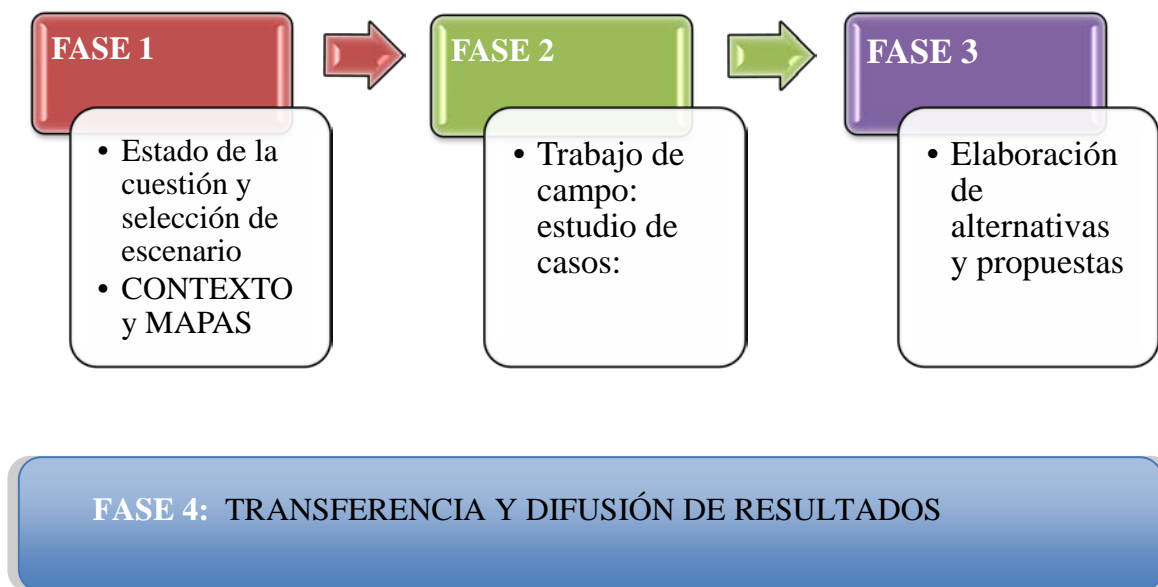 FASE 1
• Estado de la
cuestión y
selección de
escenario
• CONTEXTO
y MAPAS
FASE 2
• Trabajo de
campo:
estudio de
casos:
FASE 3
• Elaboración
de
alternativas
y propuestas
FASE 4: TRANSFERENCIA Y DIFUSIÓN DE RESULTADOS